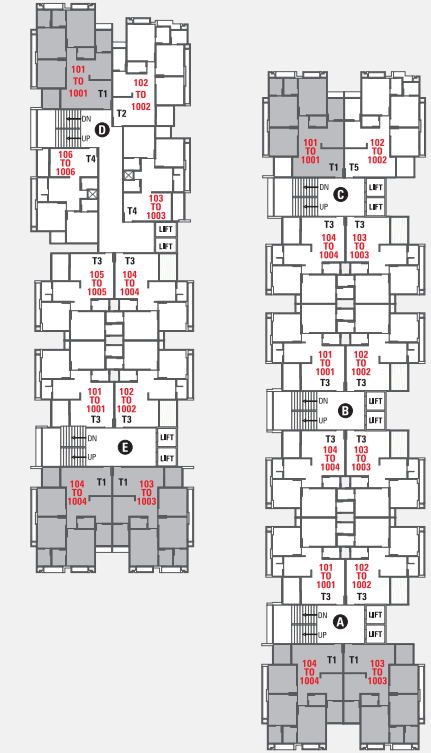 101
TO
1001
T1
102
TO
1002
T2
D
DN
UP
106
TO
1006
T4
103
TO
1003
T4
LIFT
LIFT
T3
T3
105
TO
1005
104
TO
1004
101
TO
1001
T3
102
TO
1002
T3
E
DN
UP
LIFT
LIFT
T1
T1
104
TO
1004
103
TO
1003
101
TO
1001
T1
102
TO
1002
T5
C
DN
UP
LIFT
LIFT
T3
T3
104
TO
1004
103
TO
1003
101
TO
1001
T3
102
TO
1002
T3
B
DN
UP
LIFT
LIFT
T3
T3
104
TO
1004
103
TO
1003
101
TO
1001
T3
102
TO
1002
T3
A
DN
UP
LIFT
LIFT
T1
T1
104
TO
1004
103
TO
1003